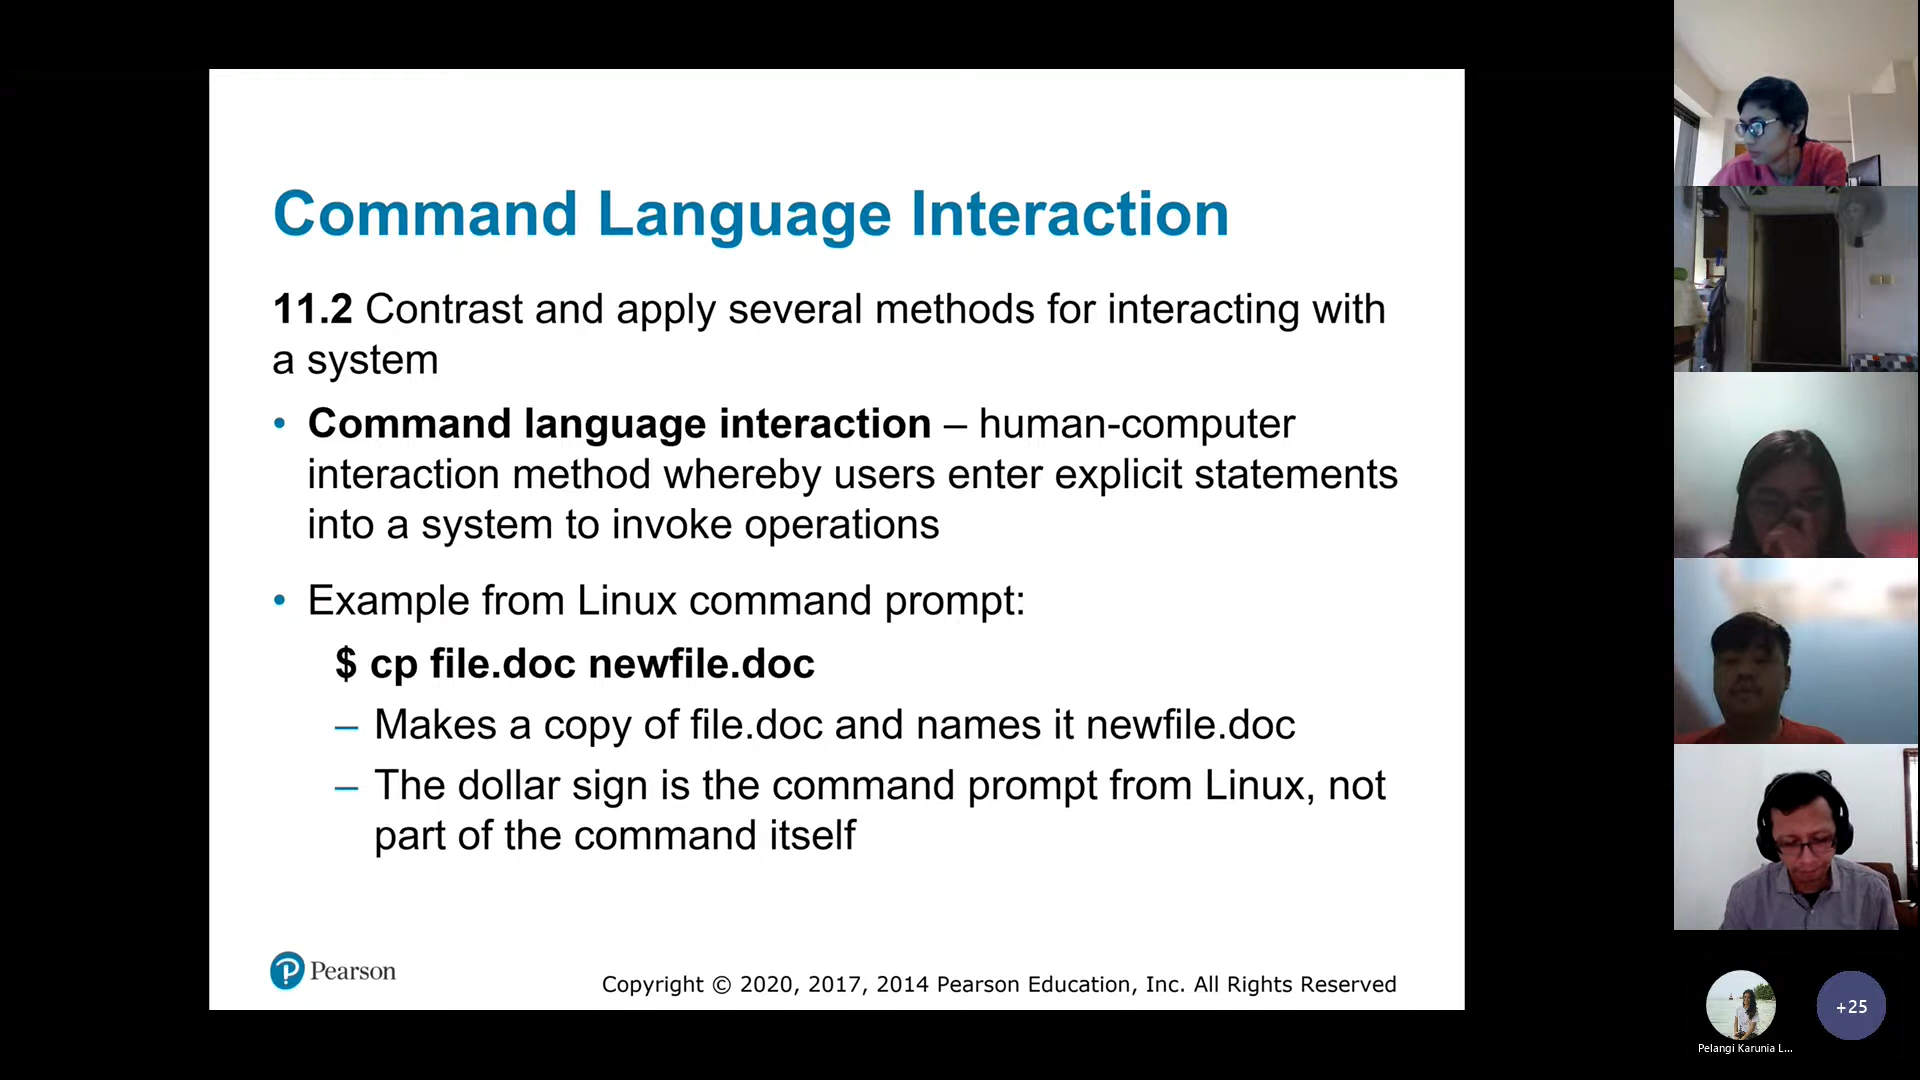 Command Language Interaction
11.2 Contrast and apply several methods for interacting with
a system
• Command language interaction – human-computer
interaction method whereby users enter explicit statements
into a system to invoke operations
• Example from Linux command prompt:
$ cp file.doc newfile.doc
– Makes a copy of file.doc and names it newfile.doc
– The dollar sign is the command prompt from Linux, not
part of the command itself
Pearson
Copyright © 2020, 2017, 2014 Pearson Education, Inc. All Rights Reserved
+25
Pelangi Karunia L...